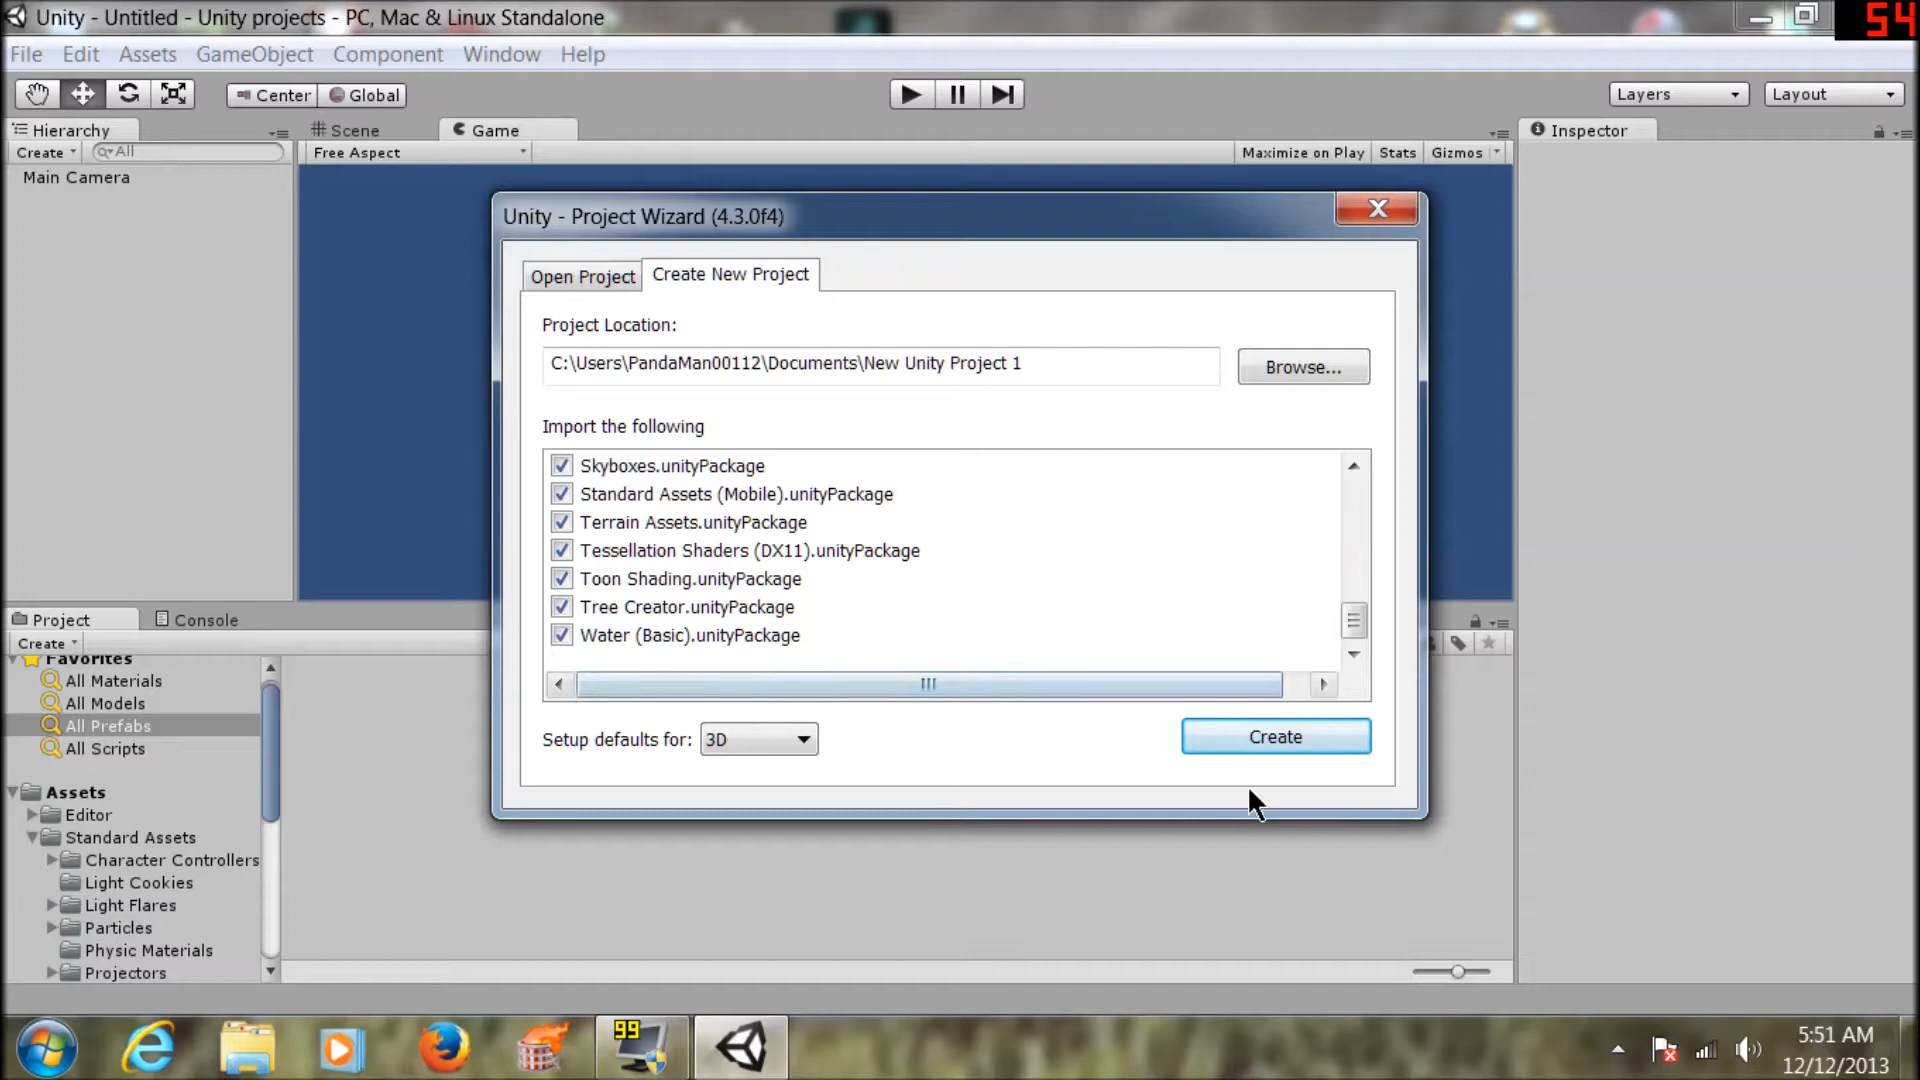 Unity - Untitled - Unity projects - PC, Mac & Linux Standalone
54
File Edit Assets GameObject Component Window Help
Center Global
Layers Layout
Hierarchy
Scene Game
Inspector
Create All
Free Aspect
Maximize on Play Stats Gizmos
Main Camera
Unity - Project Wizard (4.3.0f4)
Open Project Create New Project
Project Location:
C:\Users\PandaMan00112\Documents\New Unity Project 1
Browse...
Import the following
Skyboxes.unityPackage
Standard Assets (Mobile).unityPackage
Terrain Assets.unityPackage
Tessellation Shaders (DX11).unityPackage
Toon Shading.unityPackage
Tree Creator.unityPackage
Water (Basic).unityPackage
Setup defaults for: 3D
Create
Project Console
Create
Favorites
All Materials
All Models
All Prefabs
All Scripts
Assets
Editor
Standard Assets
Character Controllers
Light Cookies
Light Flares
Particles
Physic Materials
Projectors
99
5:51 AM
12/12/2013